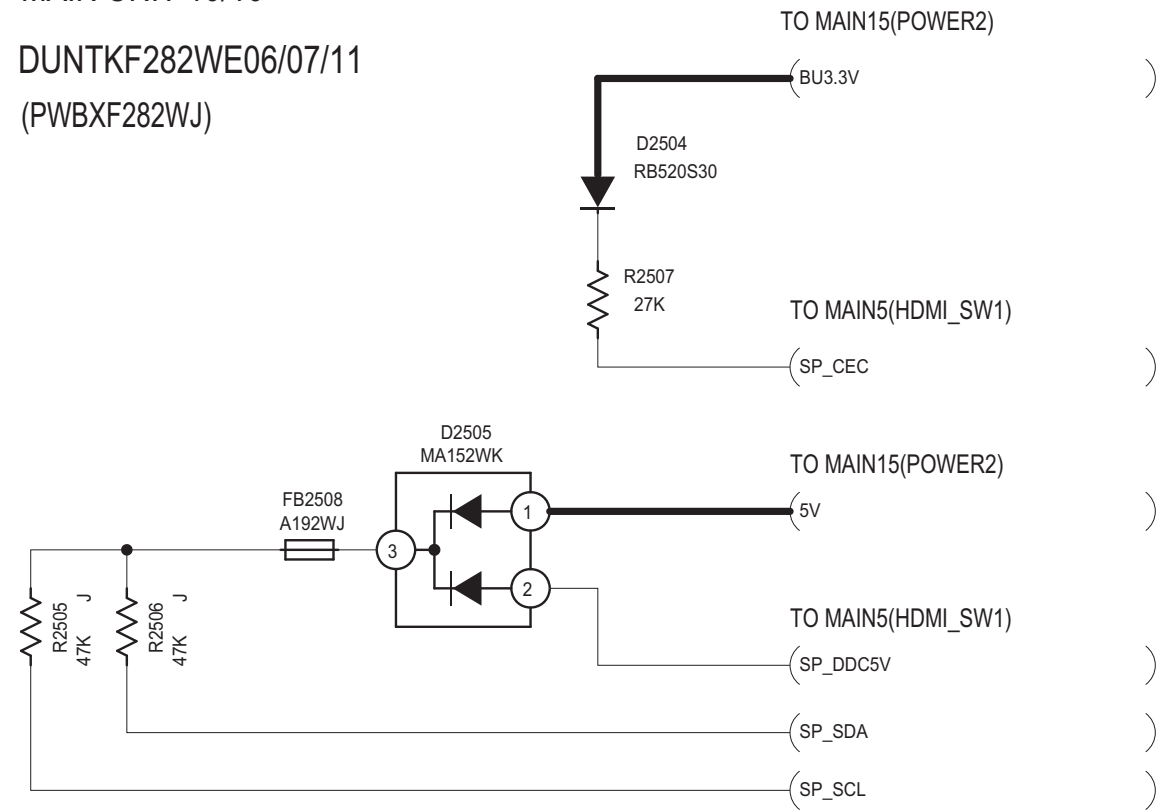 DUNTKF282WE06/07/11
(PWBXF282WJ)
TO MAIN15(POWER2)
BU3.3V
D2504
RB520S30
R2507
27K
TO MAIN5(HDMI_SW1)
SP_CEC
D2505
MA152WK
TO MAIN15(POWER2)
FB2508
A192WJ
1
5V
3
2
R2505
47K
J
R2506
47K
J
TO MAIN5(HDMI_SW1)
SP_DDC5V
SP_SDA
SP_SCL